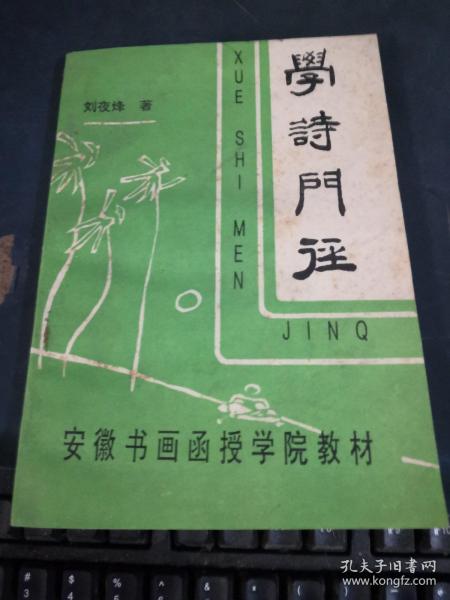 學詩門徑
XUE SHI MEN
JINQ
刘夜烽 著
安徽书画函授学院教材
孔夫子旧书网
www.kongfz.com